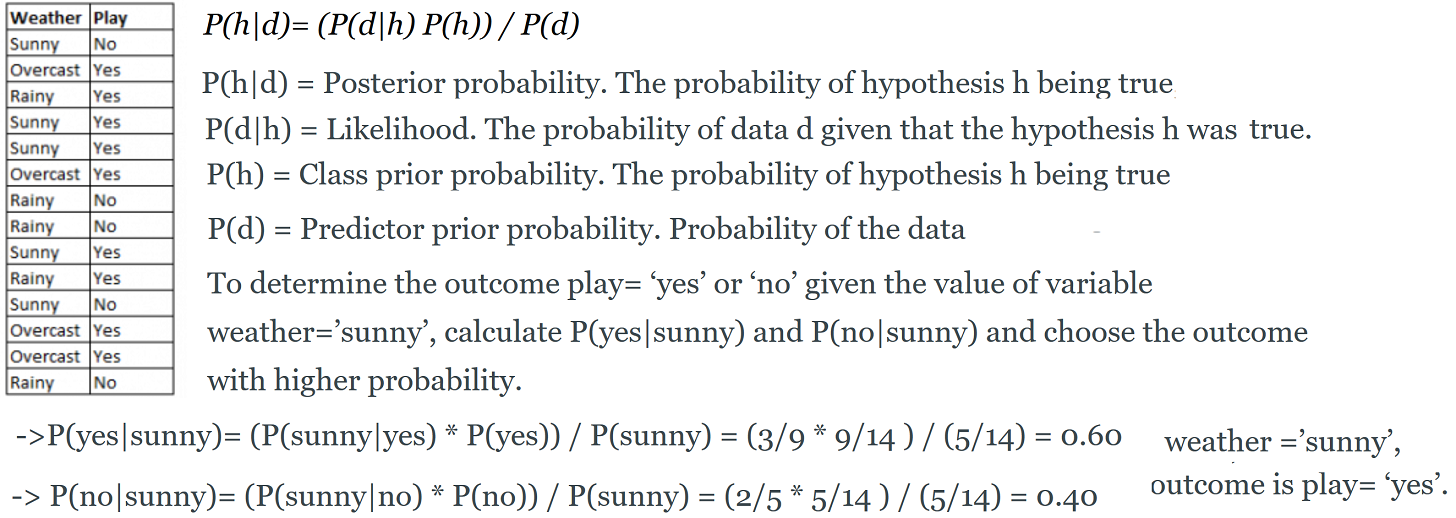 Weather Play
Sunny No
Overcast Yes
Rainy Yes
Sunny Yes
Sunny Yes
Overcast Yes
Rainy No
Rainy No
Sunny Yes
Rainy Yes
Sunny No
Overcast Yes
Overcast Yes
Rainy No
P(h|d)= (P(d|h) P(h)) / P(d)
P(h|d) = Posterior probability. The probability of hypothesis h being true
P(d|h) = Likelihood. The probability of data d given that the hypothesis h was true.
P(h) = Class prior probability. The probability of hypothesis h being true
P(d) = Predictor prior probability. Probability of the data
To determine the outcome play= ‘yes’ or ‘no’ given the value of variable
weather=’sunny’, calculate P(yes|sunny) and P(no|sunny) and choose the outcome
with higher probability.
->P(yes|sunny)= (P(sunny|yes) * P(yes)) / P(sunny) = (3/9 * 9/14 ) / (5/14) = 0.60
-> P(no|sunny)= (P(sunny|no) * P(no)) / P(sunny) = (2/5 * 5/14 ) / (5/14) = 0.40
weather =’sunny’,
outcome is play= ‘yes’.